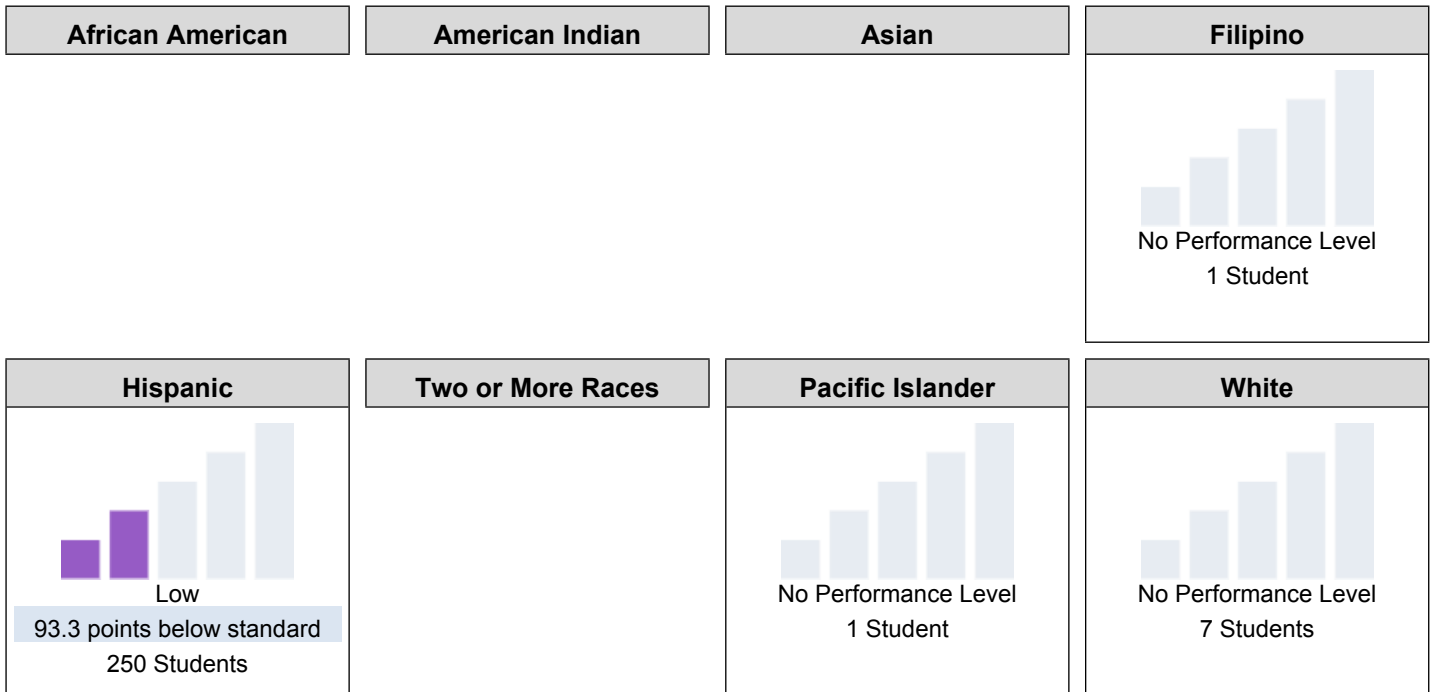 African American
American Indian
Asian
Filipino
No Performance Level
1 Student
Hispanic
Two or More Races
Pacific Islander
White
Low
93.3 points below standard
250 Students
No Performance Level
1 Student
No Performance Level
7 Students